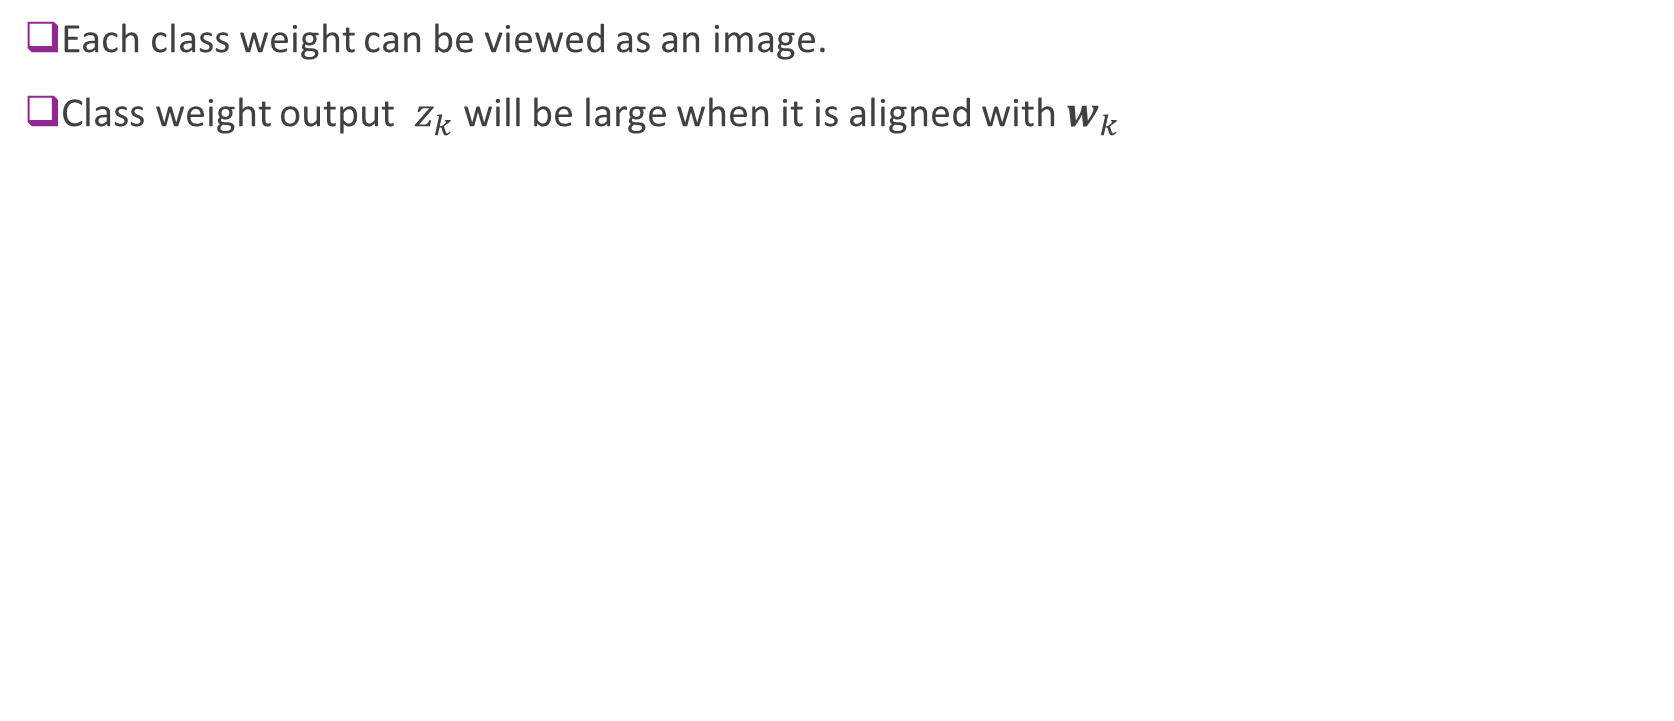 ❑Each class weight can be viewed as an image.
❑Class weight output z_k will be large when it is aligned with w_k